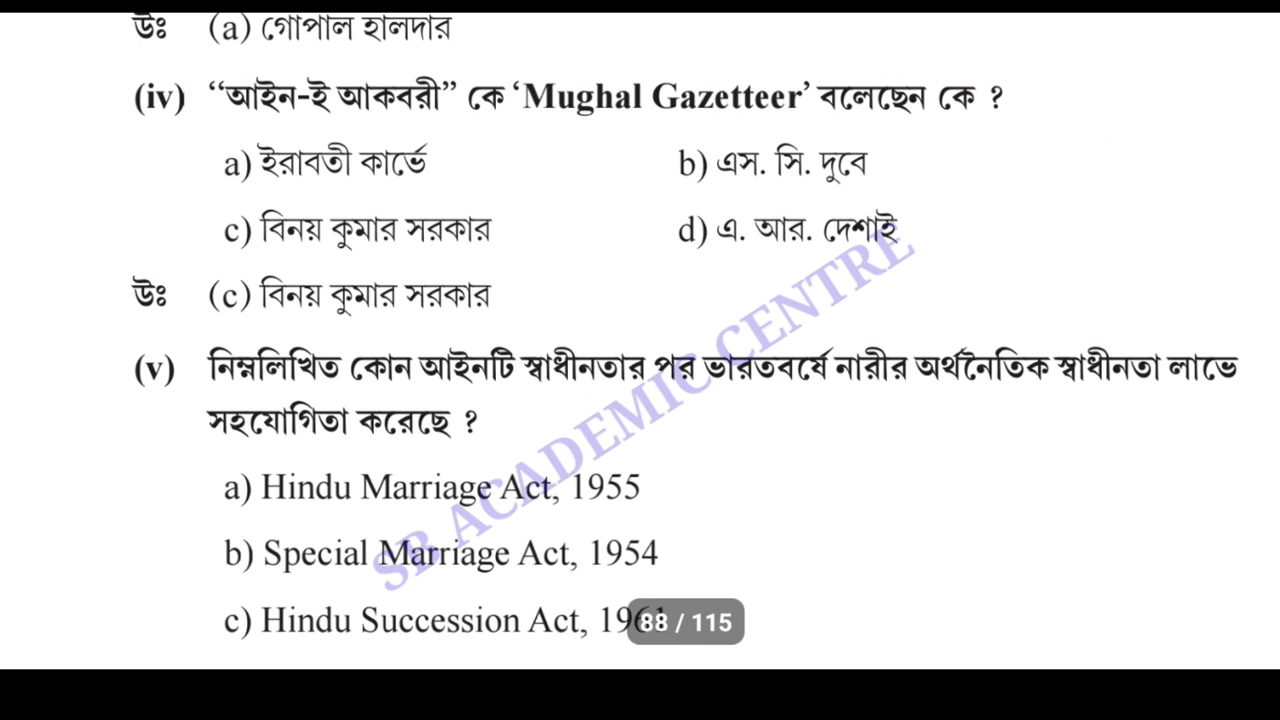 উঃ (a) গোপাল হালদার
(iv) “আইন-ই আকবরী” কে ‘Mughal Gazetteer’ বলেছেন কে ?
a) ইরাবতী কার্ভে b) এস. সি. দুবে
c) বিনয় কুমার সরকার d) এ. আর. দেশাই
উঃ (c) বিনয় কুমার সরকার
(v) নিম্নলিখিত কোন আইনটি স্বাধীনতার পর ভারতবর্ষে নারীর অর্থনৈতিক স্বাধীনতা লাভে
সহযোগিতা করেছে ?
a) Hindu Marriage Act, 1955
b) Special Marriage Act, 1954
c) Hindu Succession Act,
88 / 115
SR ACADEMIC CENTRE